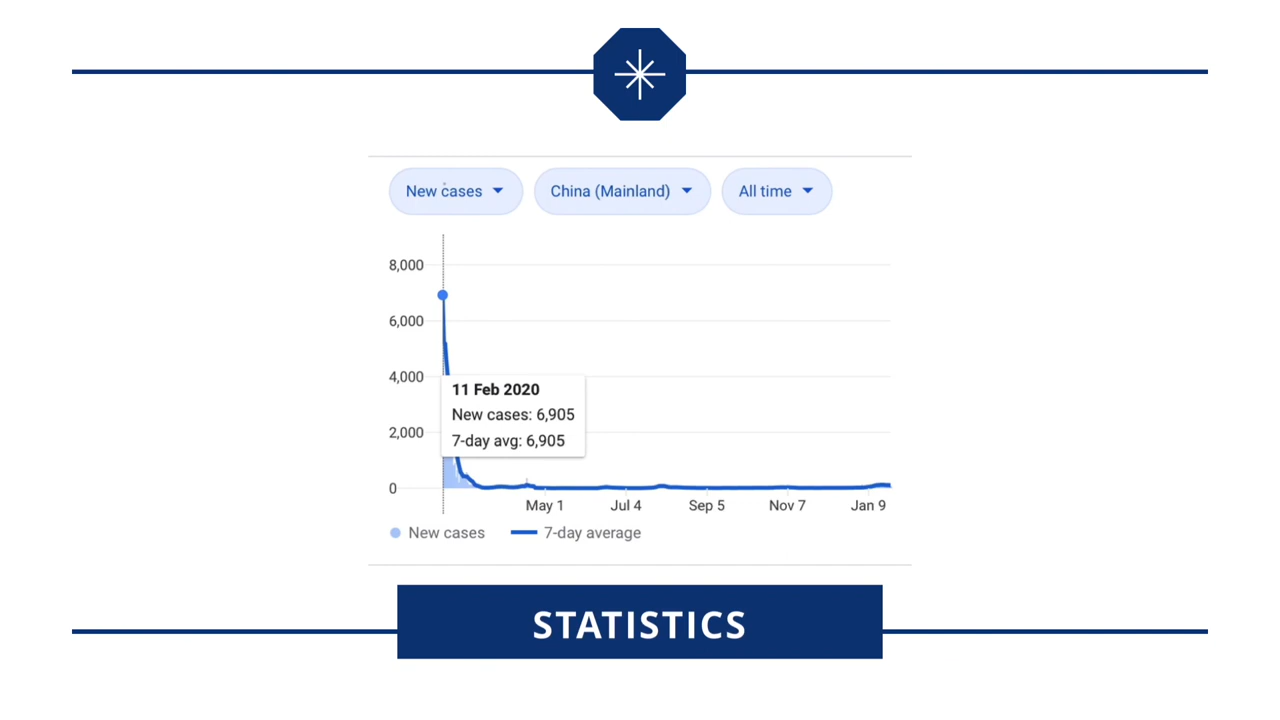 New cases China (Mainland) All time
8,000
6,000
4,000
11 Feb 2020
New cases: 6,905
2,000
7-day avg: 6,905
0
May 1 Jul 4 Sep 5 Nov 7 Jan 9
New cases 7-day average
STATISTICS